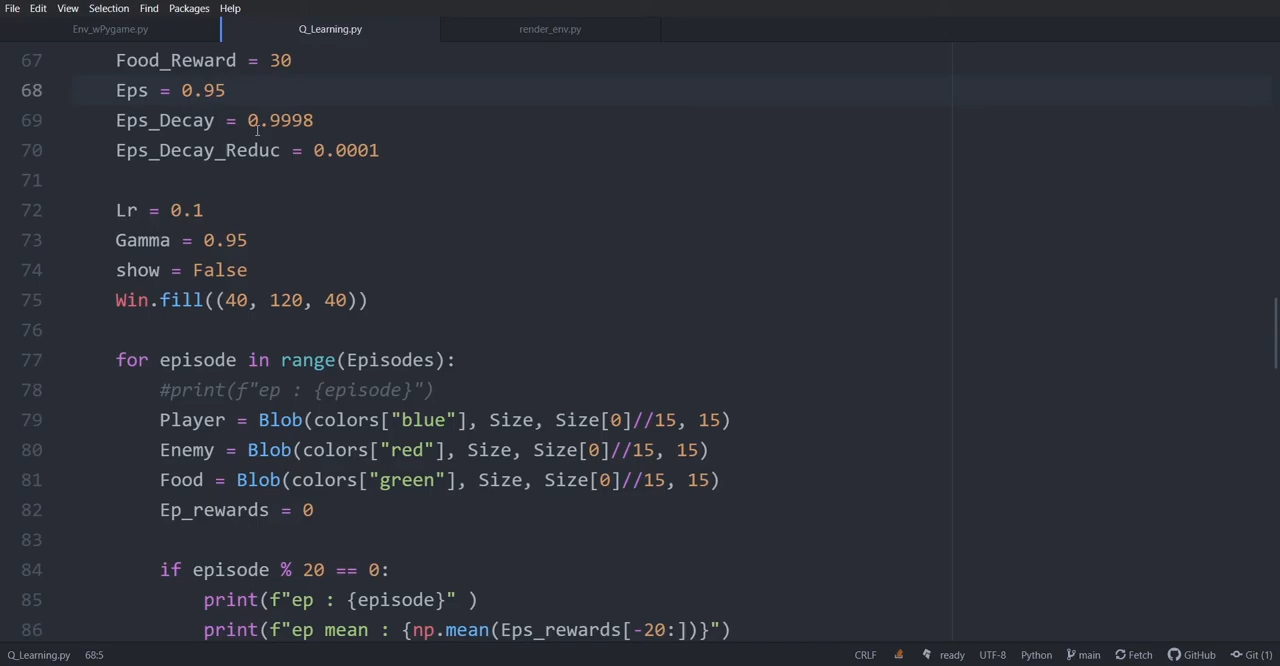 File Edit View Selection Find Packages Help
Env_wPygame.py Q_Learning.py render_env.py
67 Food_Reward = 30
68 Eps = 0.95
69 Eps_Decay = 0.9998
70 Eps_Decay_Reduc = 0.0001
71
72 Lr = 0.1
73 Gamma = 0.95
74 show = False
75 Win.fill((40, 120, 40))
76
77 for episode in range(Episodes):
78 #print(f"ep : {episode}")
79 Player = Blob(colors["blue"], Size, Size[0]//15, 15)
80 Enemy = Blob(colors["red"], Size, Size[0]//15, 15)
81 Food = Blob(colors["green"], Size, Size[0]//15, 15)
82 Ep_rewards = 0
83
84 if episode % 20 == 0:
85 print(f"ep : {episode}" )
86 print(f"ep mean : {np.mean(Eps_rewards[-20:])}")
Q_Learning.py 68:5 CRLF ready UTF-8 Python main Fetch GitHub Git (1)